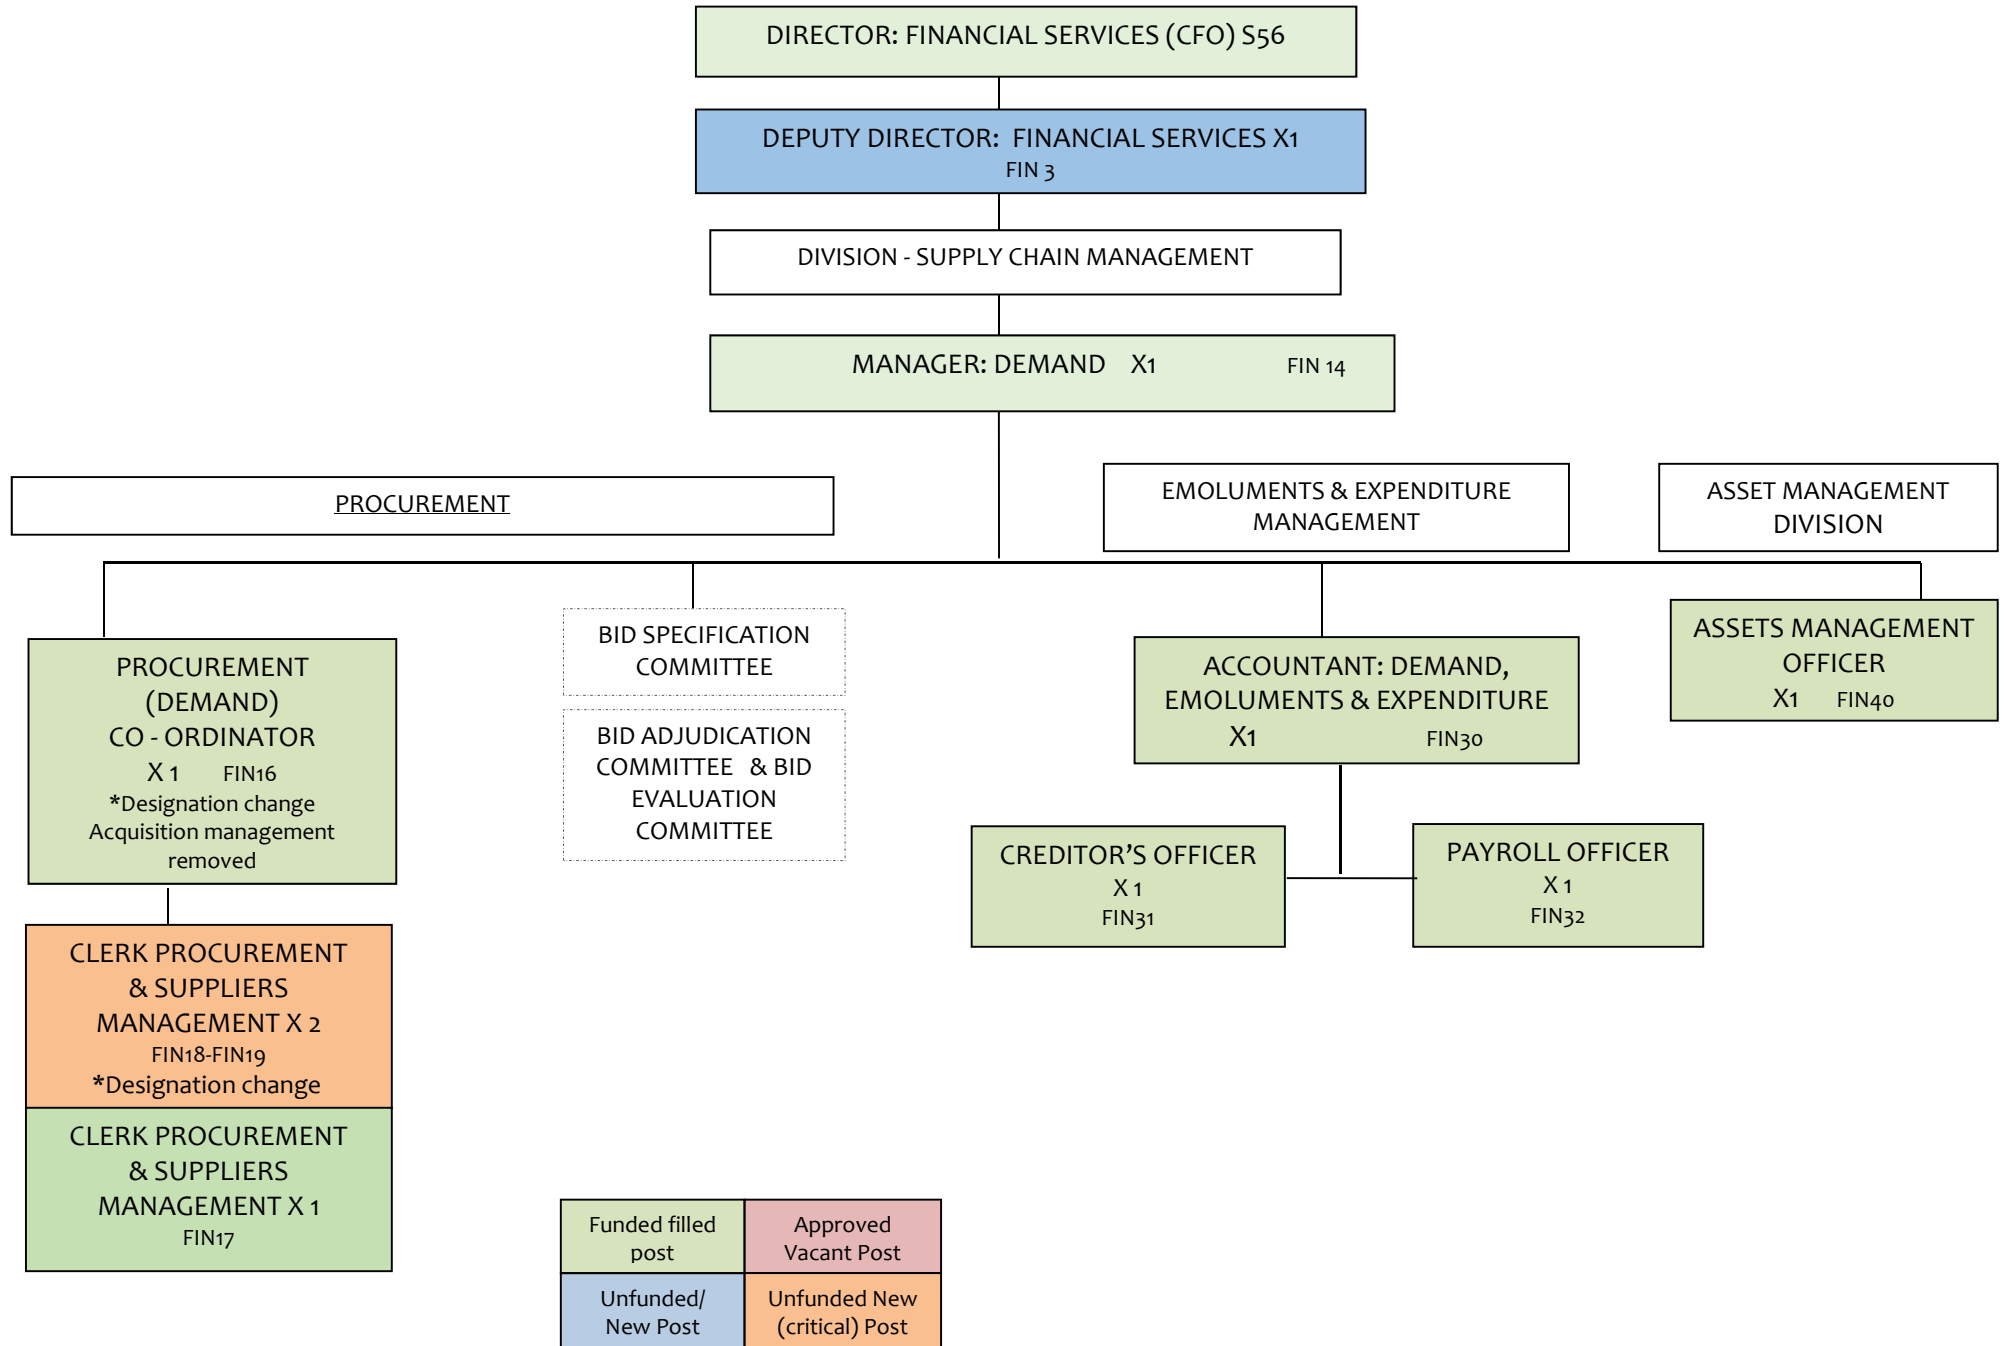 DIRECTOR: FINANCIAL SERVICES (CFO) S56
DEPUTY DIRECTOR: FINANCIAL SERVICES X1
FIN 3
DIVISION - SUPPLY CHAIN MANAGEMENT
MANAGER: DEMAND X1 FIN 14
PROCUREMENT
EMOLUMENTS & EXPENDITURE
MANAGEMENT
ASSET MANAGEMENT
DIVISION
PROCUREMENT
(DEMAND)
CO - ORDINATOR
X 1 FIN16
*Designation change
Acquisition management
removed
BID SPECIFICATION
COMMITTEE
BID ADJUDICATION
COMMITTEE & BID
EVALUATION
COMMITTEE
ACCOUNTANT: DEMAND,
EMOLUMENTS & EXPENDITURE
X1 FIN30
ASSETS MANAGEMENT
OFFICER
X1 FIN40
CREDITOR’S OFFICER
X 1
FIN31
PAYROLL OFFICER
X 1
FIN32
CLERK PROCUREMENT
& SUPPLIERS
MANAGEMENT X 2
FIN18-FIN19
*Designation change
CLERK PROCUREMENT
& SUPPLIERS
MANAGEMENT X 1
FIN17
Funded filled
post
Approved
Vacant Post
Unfunded/
New Post
Unfunded New
(critical) Post